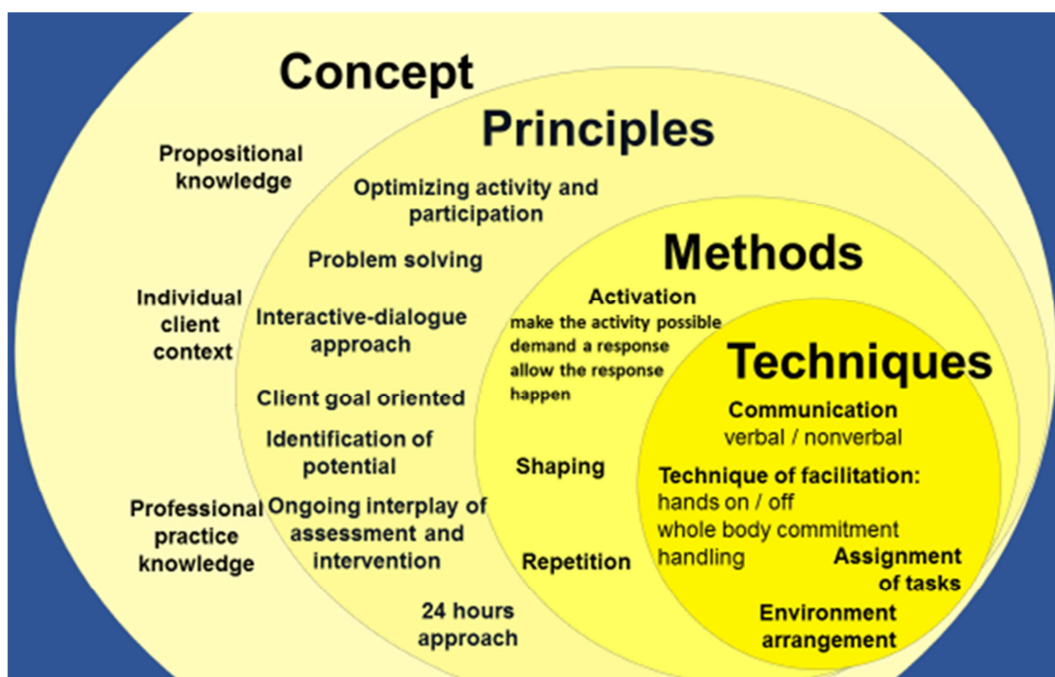 Concept
Propositional
knowledge
Individual
client
context
Professional
practice
knowledge
Principles
Optimizing activity and
participation
Problem solving
Interactive-dialogue
approach
Client goal oriented
Identification of
potential
Ongoing interplay of
assessment and
intervention
24 hours
approach
Methods
Activation
make the activity possible
demand a response
allow the response
happen
Shaping
Repetition
Techniques
Communication
verbal / nonverbal
Technique of facilitation:
hands on / off
whole body commitment
handling
Assignment
of tasks
Environment
arrangement